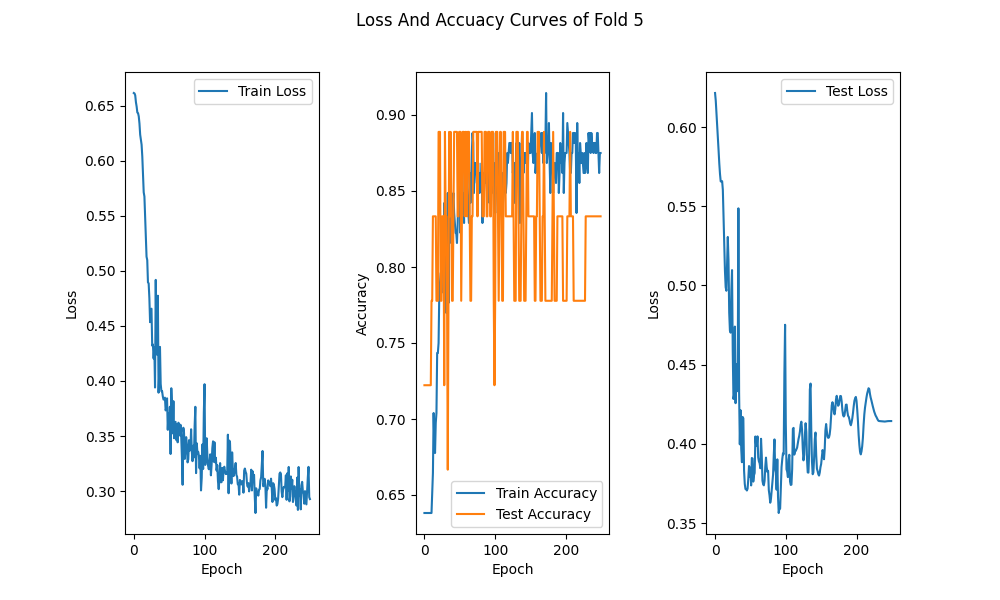 Loss And Accuacy Curves of Fold 5
Train Loss
0.65
0.60
0.55
0.50
0.45
0.40
0.35
0.30
Loss
0 100 200
Epoch
0.90
0.85
0.80
0.75
0.70
0.65
Accuracy
Train Accuracy
Test Accuracy
0 100 200
Epoch
Test Loss
0.60
0.55
0.50
0.45
0.40
0.35
Loss
0 100 200
Epoch